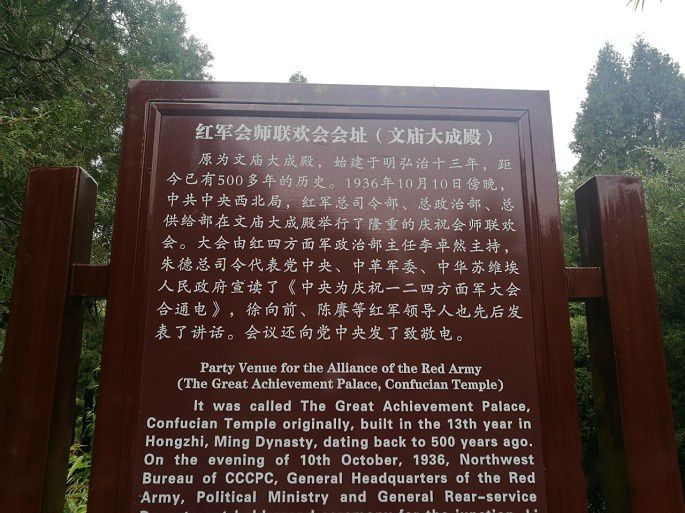 红军会师联欢会会址（文庙大成殿）
原为文庙大成殿，始建于明弘治十三年，距
今已有500多年的历史。1936年10月10日傍晚，
中共中央西北局，红军总司令部、总政治部、总
供给部在文庙大成殿举行了隆重的庆祝会师联欢
会。大会由红四方面军政治部主任李卓然主持，
朱德总司令代表党中央、中革军委、中华苏维埃
人民政府宣读了《中央为庆祝一二四方面军大会
合通电》，徐向前、陈赓等红军领导人也先后发
表了讲话。会议还向党中央发了致敬电。
Party Venue for the Alliance of the Red Army
(The Great Achievement Palace, Confucian Temple)
It was called The Great Achievement Palace,
Confucian Temple originally, built in the 13th year in
Hongzhi, Ming Dynasty, dating back to 500 years ago.
On the evening of 10th October, 1936, Northwest
Bureau of CCCPC, General Headquarters of the Red
Army, Political Ministry and General Rear-service